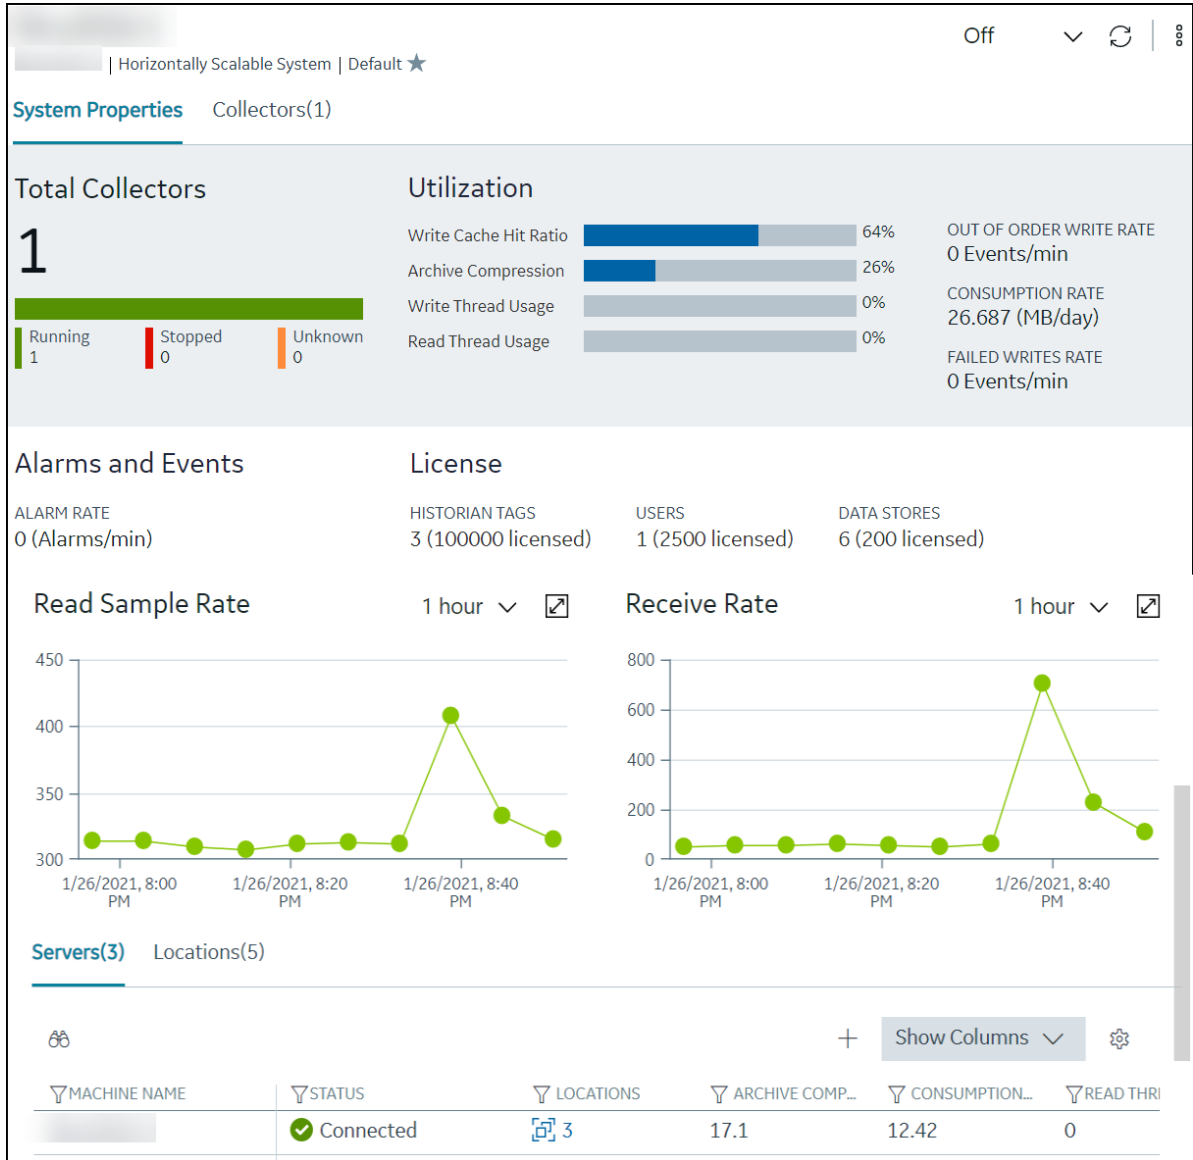 Off
| Horizontally Scalable System | Default
System Properties Collectors(1)
Total Collectors
1
Running
1
Stopped
0
Unknown
0
Utilization
Write Cache Hit Ratio 64%
Archive Compression 26%
Write Thread Usage 0%
Read Thread Usage 0%
OUT OF ORDER WRITE RATE
0 Events/min
CONSUMPTION RATE
26.687 (MB/day)
FAILED WRITES RATE
0 Events/min
Alarms and Events
ALARM RATE
0 (Alarms/min)
License
HISTORIAN TAGS
3 (100000 licensed)
USERS
1 (2500 licensed)
DATA STORES
6 (200 licensed)
Read Sample Rate 1 hour
450
400
350
300
1/26/2021, 8:00
PM
1/26/2021, 8:20
PM
1/26/2021, 8:40
PM
Receive Rate 1 hour
800
600
400
200
0
1/26/2021, 8:00
PM
1/26/2021, 8:20
PM
1/26/2021, 8:40
PM
Servers(3) Locations(5)
Show Columns
MACHINE NAME STATUS LOCATIONS ARCHIVE COMP... CONSUMPTION... READ THRI
Connected 3 17.1 12.42 0